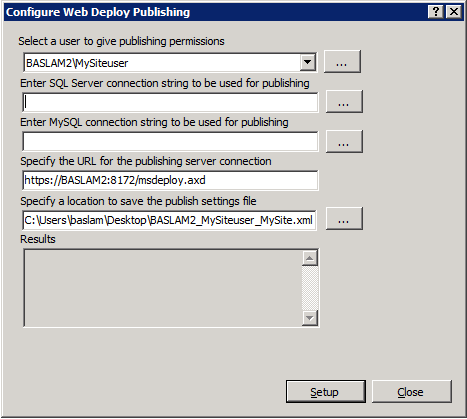 Configure Web Deploy Publishing
Select a user to give publishing permissions
BASLAM2\MySiteuser
...
Enter SQL Server connection string to be used for publishing
...
Enter MySQL connection string to be used for publishing
...
Specify the URL for the publishing server connection
https://BASLAM2:8172/msdeploy.axd
Specify a location to save the publish settings file
C:\Users\baslam\Desktop\BASLAM2_MySiteuser_MySite.xml
...
Results
Setup
Close